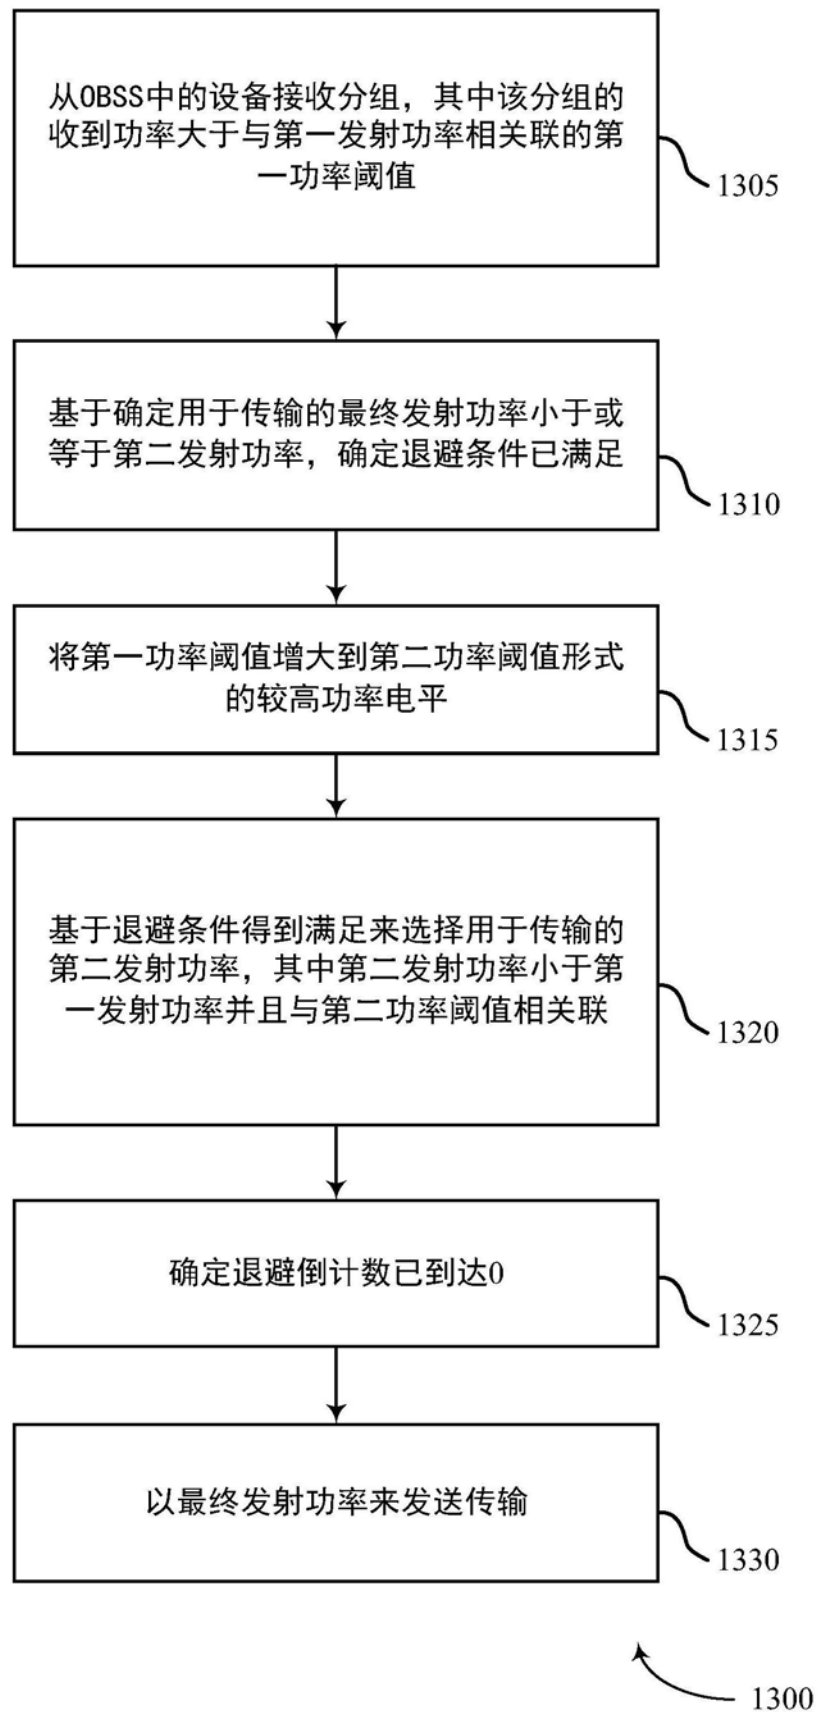 从OBSS中的设备接收分组，其中该分组的
收到功率大于与第一发射功率相关联的第
一功率阈值
1305
基于确定用于传输的最终发射功率小于或
等于第二发射功率，确定退避条件已满足
1310
将第一功率阈值增大到第二功率阈值形式
的较高功率电平
1315
基于退避条件得到满足来选择用于传输的
第二发射功率，其中第二发射功率小于第
一发射功率并且与第二功率阈值相关联
1320
确定退避倒计数已到达0
1325
以最终发射功率来发送传输
1330
1300